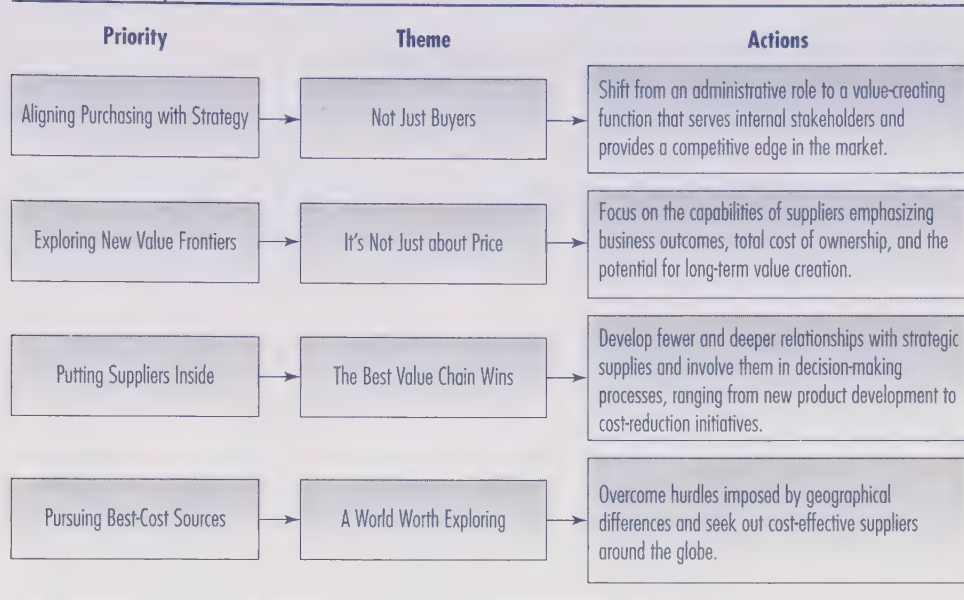 Priority
Theme
Actions
Aligning Purchasing with Strategy
Not Just Buyers
Shift from an administrative role to a value-creating
function that serves internal stakeholders and
provides a competitive edge in the market.
Exploring New Value Frontiers
It's Not Just about Price
Focus on the capabilities of suppliers emphasizing
business outcomes, total cost of ownership, and the
potential for long-term value creation.
Putting Suppliers Inside
The Best Value Chain Wins
Develop fewer and deeper relationships with strategic
supplies and involve them in decision-making
processes, ranging from new product development to
cost-reduction initiatives.
Pursuing Best-Cost Sources
A World Worth Exploring
Overcome hurdles imposed by geographical
differences and seek out cost-effective suppliers
around the globe.